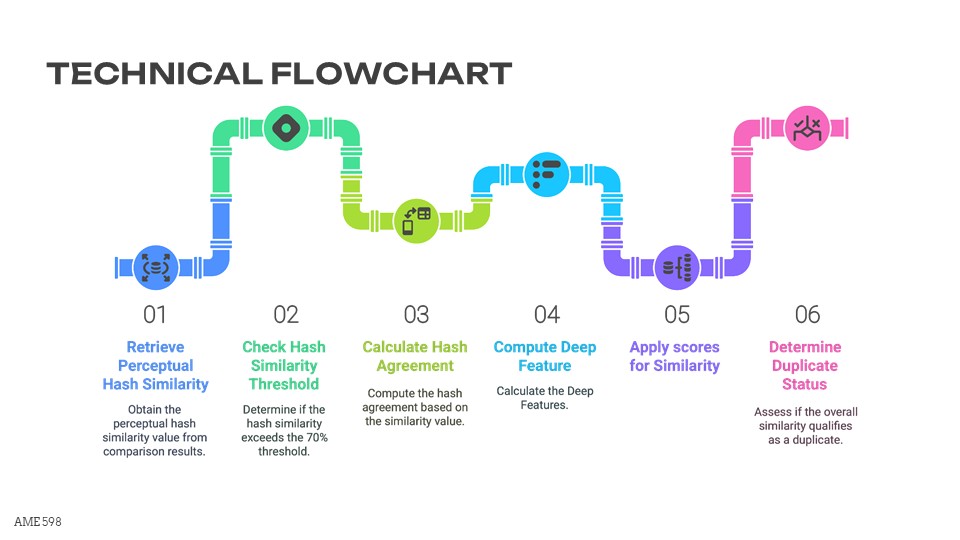 TECHNICAL FLOWCHART
01
Retrieve
Perceptual
Hash Similarity
Obtain the
perceptual hash
similarity value from
comparison results.
02
Check Hash
Similarity
Threshold
Determine if the
hash similarity
exceeds the 70%
threshold.
03
Calculate Hash
Agreement
Compute the hash
agreement based on
the similarity value.
04
Compute Deep
Feature
Calculate the Deep
Features.
05
Apply scores
for Similarity
06
Determine
Duplicate
Status
Assess if the overall
similarity qualifies
as a duplicate.
AME598